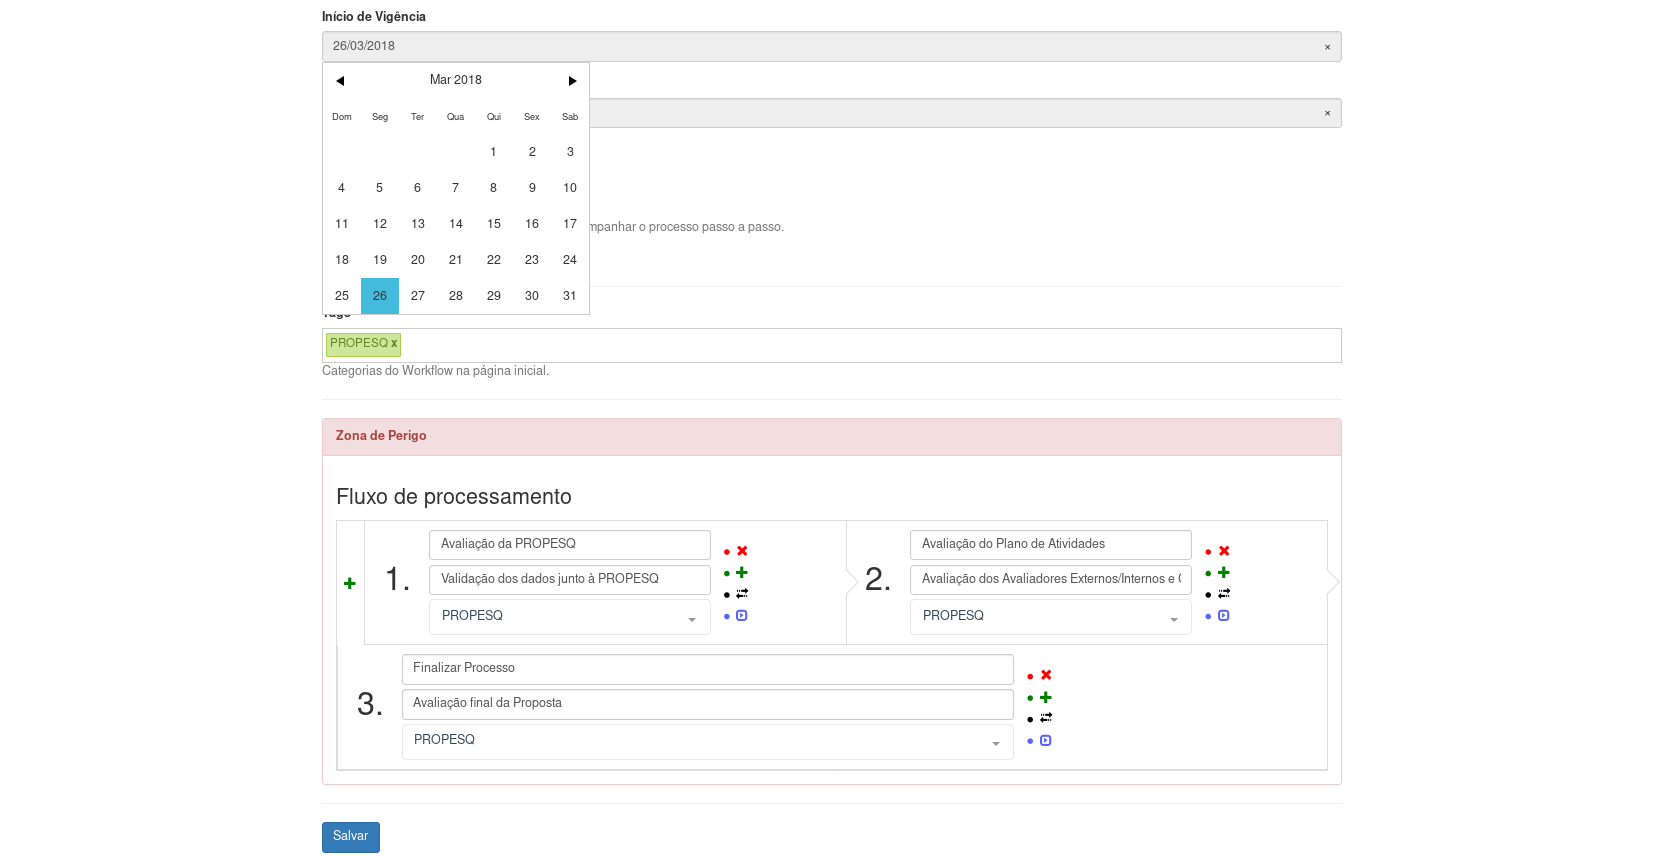 Início de Vigência
26/03/2018 ×
Mar 2018
×
Dom Seg Ter Qua Qui Sex Sab
1 2 3
4 5 6 7 8 9 10
11 12 13 14 15 16 17
o processo passo a passo.
18 19 20 21 22 23 24
25 26 27 28 29 30 31
PROPESQ x
Categorias do Workflow na página inicial.
Zona de Perigo
Fluxo de processamento
1.
Avaliação da PROPESQ
Validação dos dados junto à PROPESQ
PROPESQ
2.
Avaliação do Plano de Atividades
Avaliação dos Avaliadores Externos/Internos e
PROPESQ
3.
Finalizar Processo
Avaliação final da Proposta
PROPESQ
Salvar